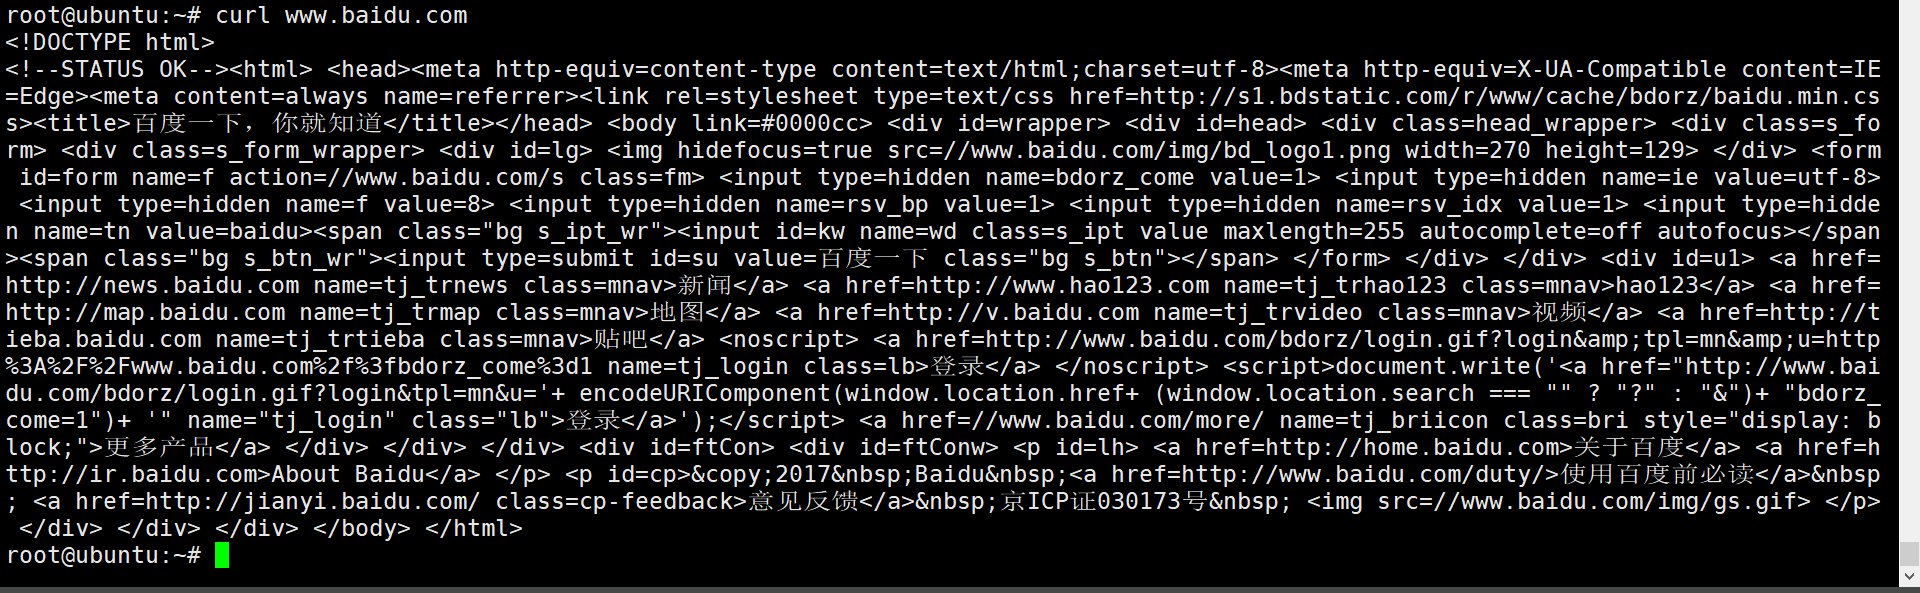 root@ubuntu:~# curl www.baidu.com
<!DOCTYPE html>
<!--STATUS OK--><html> <head><meta http-equiv=content-type content=text/html;charset=utf-8><meta http-equiv=X-UA-Compatible content=IE
=Edge><meta content=always name=referrer><link rel=stylesheet type=text/css href=http://s1.bdstatic.com/r/www/cache/bdorz/baidu.min.cs
s><title>百度一下，你就知道</title></head> <body link=#0000cc> <div id=wrapper> <div id=head> <div class=head_wrapper> <div class=s_fo
rm> <div class=s_form_wrapper> <div id=lg> <img hidefocus=true src=//www.baidu.com/img/bd_logo1.png width=270 height=129> </div> <form
 id=form name=f action=//www.baidu.com/s class=fm> <input type=hidden name=bdorz_come value=1> <input type=hidden name=ie value=utf-8>
 <input type=hidden name=f value=8> <input type=hidden name=rsv_bp value=1> <input type=hidden name=rsv_idx value=1> <input type=hidde
n name=tn value=baidu><span class="bg s_ipt_wr"><input id=kw name=wd class=s_ipt value maxlength=255 autocomplete=off autofocus></span
><span class="bg s_btn_wr"><input type=submit id=su value=百度一下 class="bg s_btn"></span> </form> </div> </div> <div id=u1> <a href=
http://news.baidu.com name=tj_trnews class=mnav>新闻</a> <a href=http://www.hao123.com name=tj_trhao123 class=mnav>hao123</a> <a href=
http://map.baidu.com name=tj_trmap class=mnav>地图</a> <a href=http://v.baidu.com name=tj_trvideo class=mnav>视频</a> <a href=http://t
ieba.baidu.com name=tj_trtieba class=mnav>贴吧</a> <noscript> <a href=http://www.baidu.com/bdorz/login.gif?login&amp;tpl=mn&amp;u=http
%3A%2F%2Fwww.baidu.com%2f%3fbdorz_come%3d1 name=tj_login class=lb>登录</a> </noscript> <script>document.write('<a href="http://www.bai
du.com/bdorz/login.gif?login&tpl=mn&u='+ encodeURIComponent(window.location.href+ (window.location.search === "" ? "?" : "&")+ "bdorz_
come=1")+ '" name="tj_login" class="lb">登录</a>');</script> <a href=//www.baidu.com/more/ name=tj_briicon class=bri style="display: b
lock;">更多产品</a> </div> </div> </div> <div id=ftCon> <div id=ftConw> <p id=lh> <a href=http://home.baidu.com>关于百度</a> <a href=h
ttp://ir.baidu.com>About Baidu</a> </p> <p id=cp>&copy;2017&nbsp;Baidu&nbsp;<a href=http://www.baidu.com/duty/>使用百度前必读</a>&nbsp
; <a href=http://jianyi.baidu.com/ class=cp-feedback>意见反馈</a>&nbsp;京ICP证030173号&nbsp; <img src=//www.baidu.com/img/gs.gif> </p>
 </div> </div> </div> </body> </html>
root@ubuntu:~#